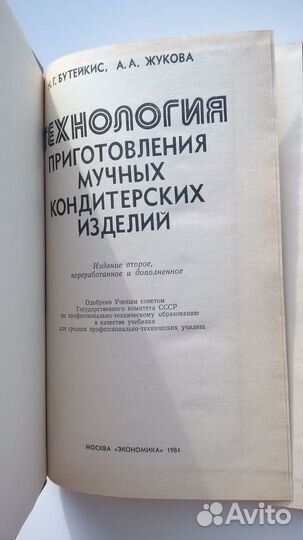 Н. Г. БУТЕЙКИС, А. А. ЖУКОВА
ТЕХНОЛОГИЯ
ПРИГОТОВЛЕНИЯ
МУЧНЫХ
КОНДИТЕРСКИХ
ИЗДЕЛИЙ
Издание второе,
переработанное и дополненное
Одобрено Ученым советом
Государственного комитета СССР
по профессионально-техническому образованию
в качестве учебника
для средних профессионально-технических училищ
МОСКВА «ЭКОНОМИКА» 1984
Avito